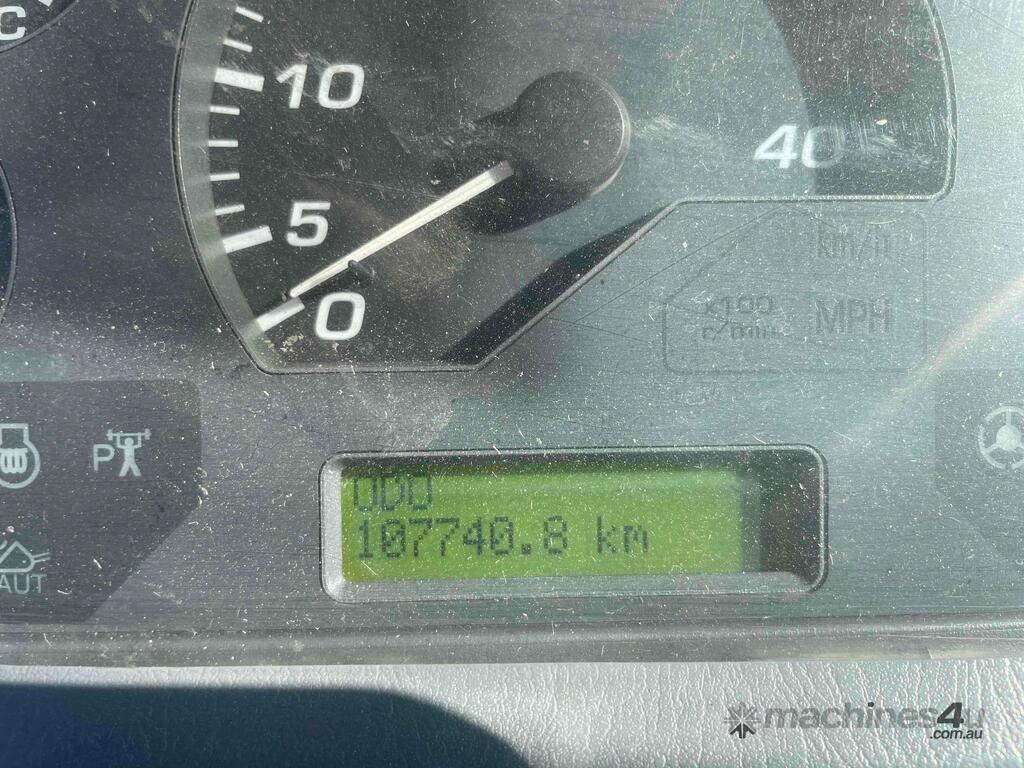 C
10
40
5
km/h
0
x100
r/min
MPH
P
ODO
107740.8 km
AUT
machines4u
.com.au